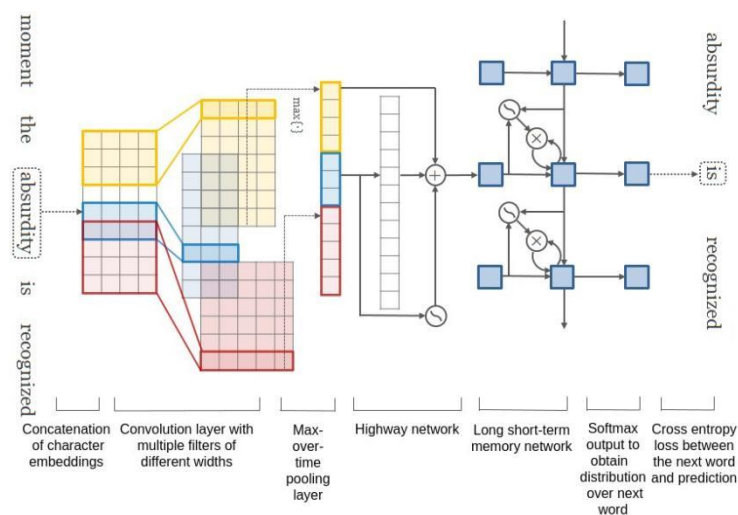 moment the absurdity is recognized
max{·}
absurdity is recognized
Concatenation
of character
embeddings
Convolution layer with
multiple filters of
different widths
Max-
over-
time
pooling
layer
Highway network
Long short-term
memory network
Softmax
output to
obtain
distribution
over next
word
Cross entropy
loss between
the next word
and prediction